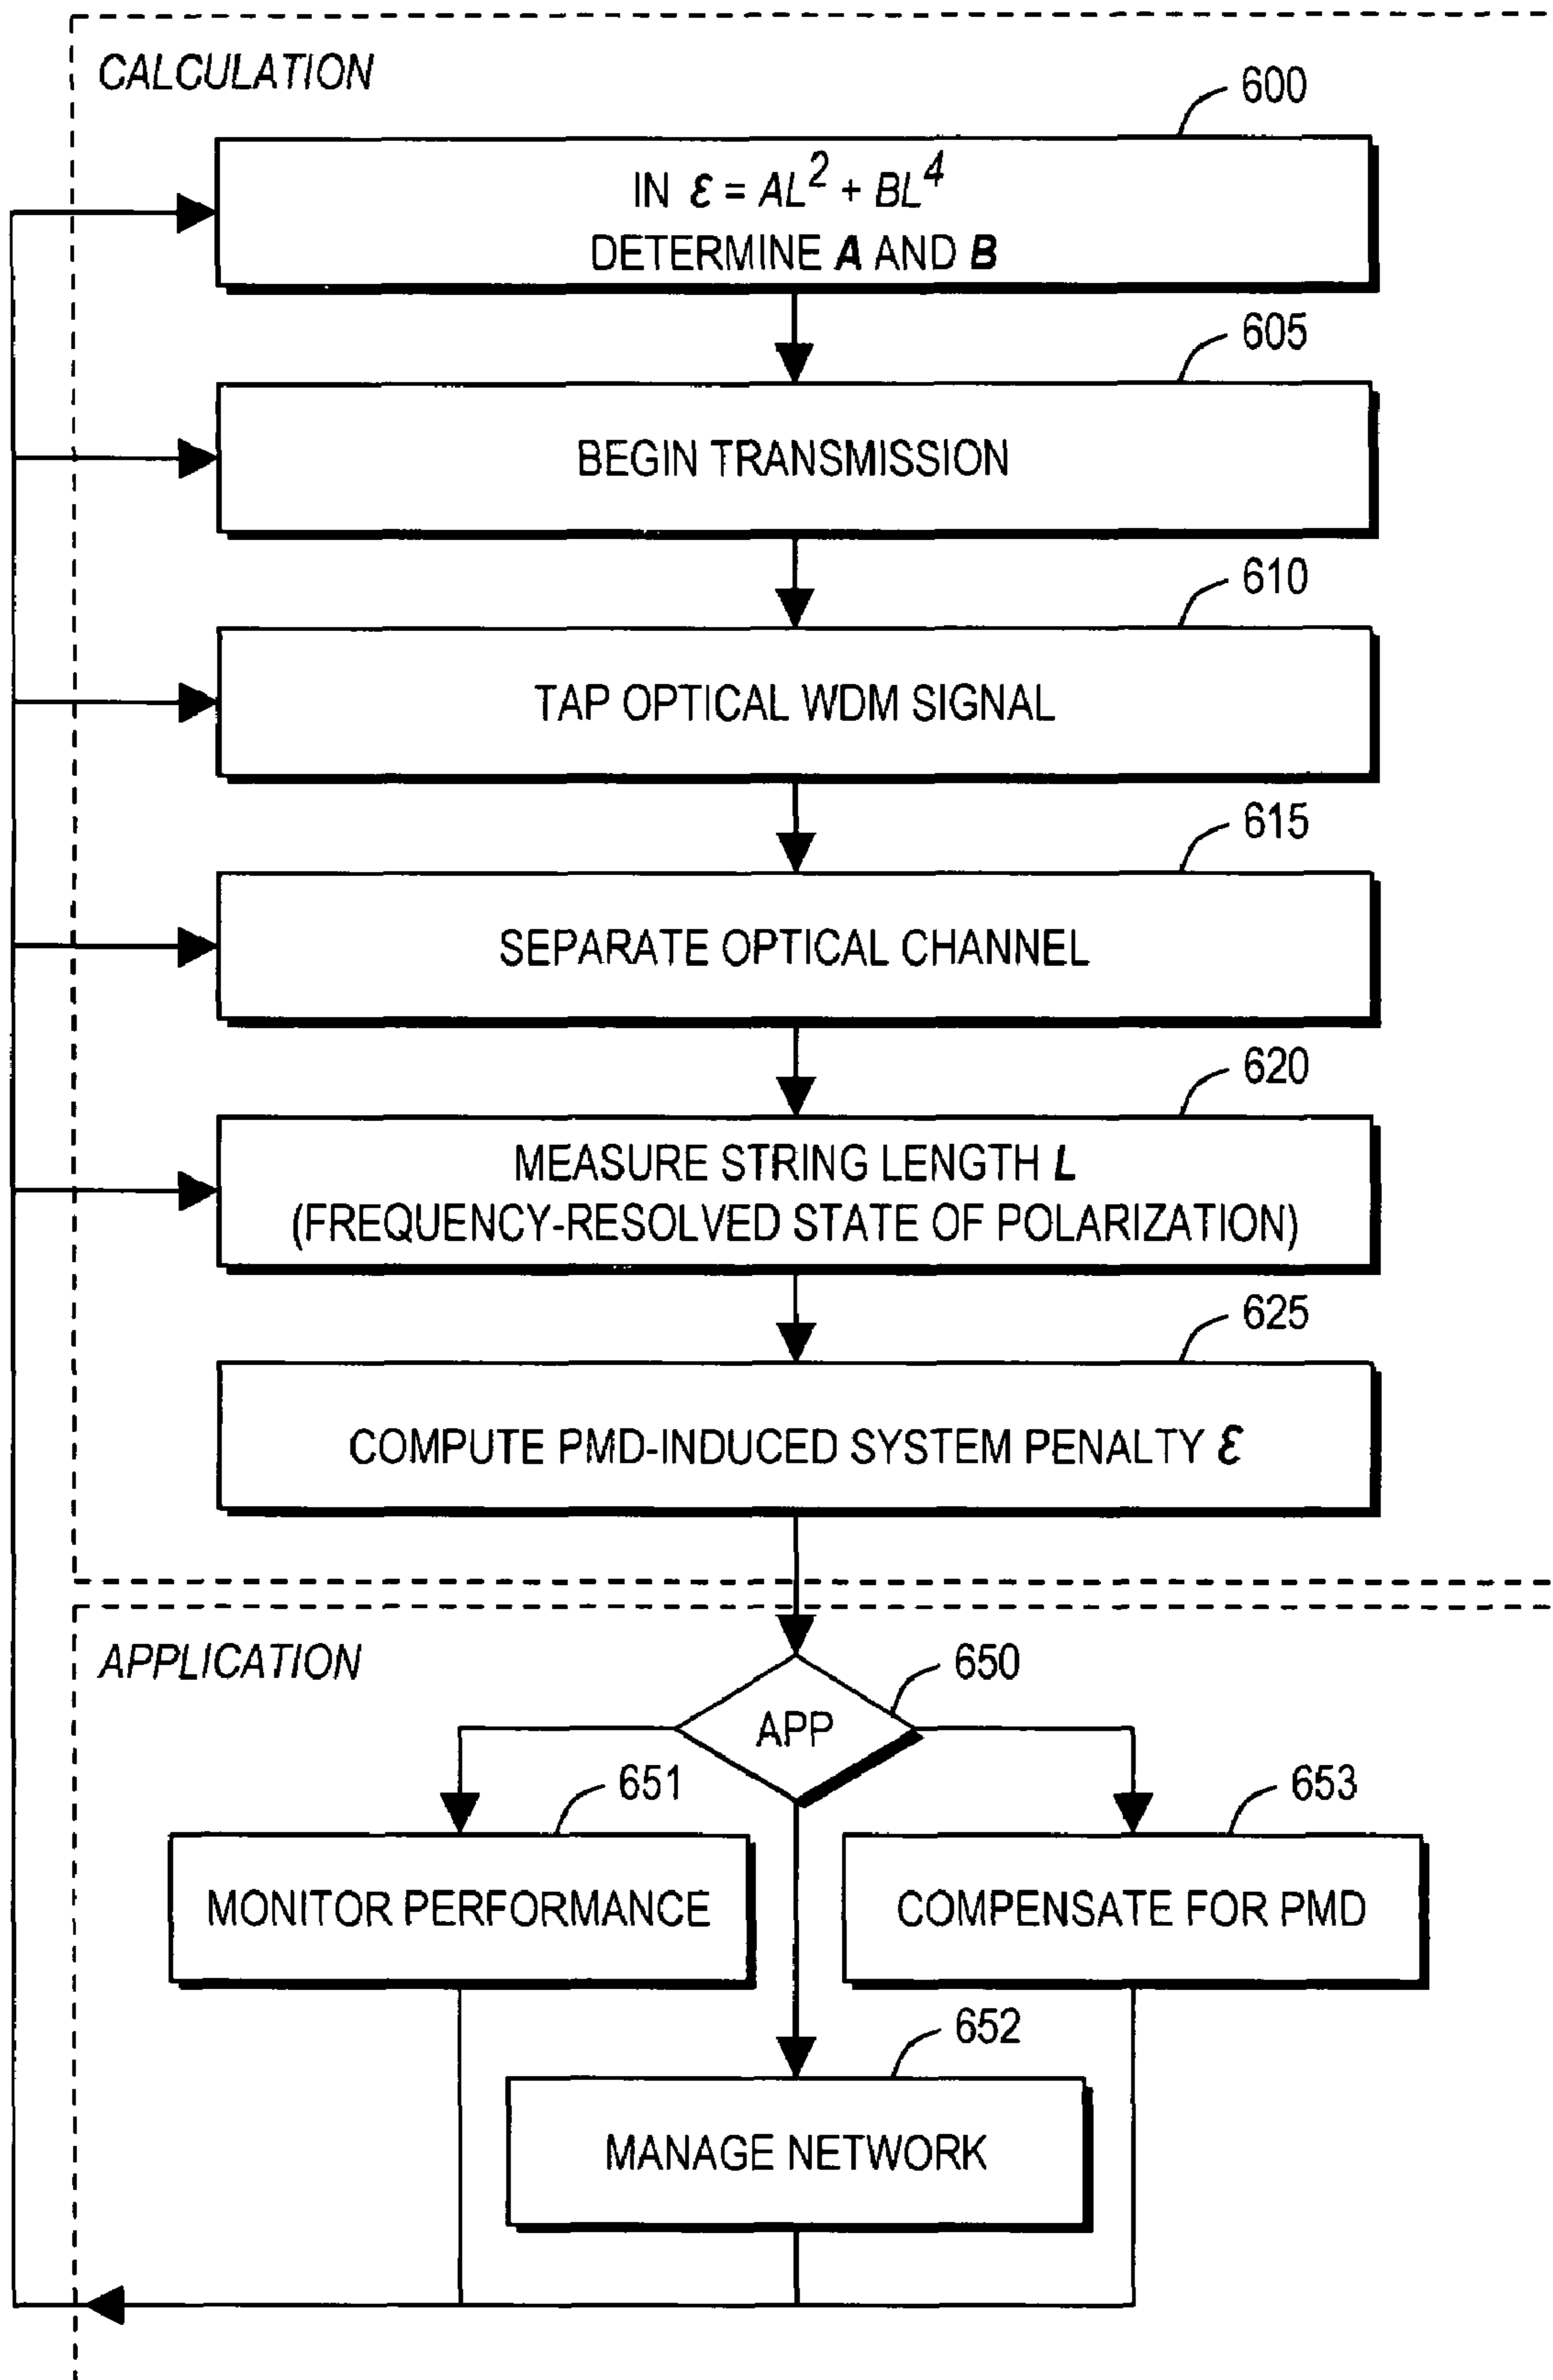 CALCULATION
600
IN ε = AL² + BL⁴
DETERMINE A AND B
605
BEGIN TRANSMISSION
610
TAP OPTICAL WDM SIGNAL
615
SEPARATE OPTICAL CHANNEL
620
MEASURE STRING LENGTH L
(FREQUENCY-RESOLVED STATE OF POLARIZATION)
625
COMPUTE PMD-INDUCED SYSTEM PENALTY ε
APPLICATION
650
APP
651
MONITOR PERFORMANCE
653
COMPENSATE FOR PMD
652
MANAGE NETWORK